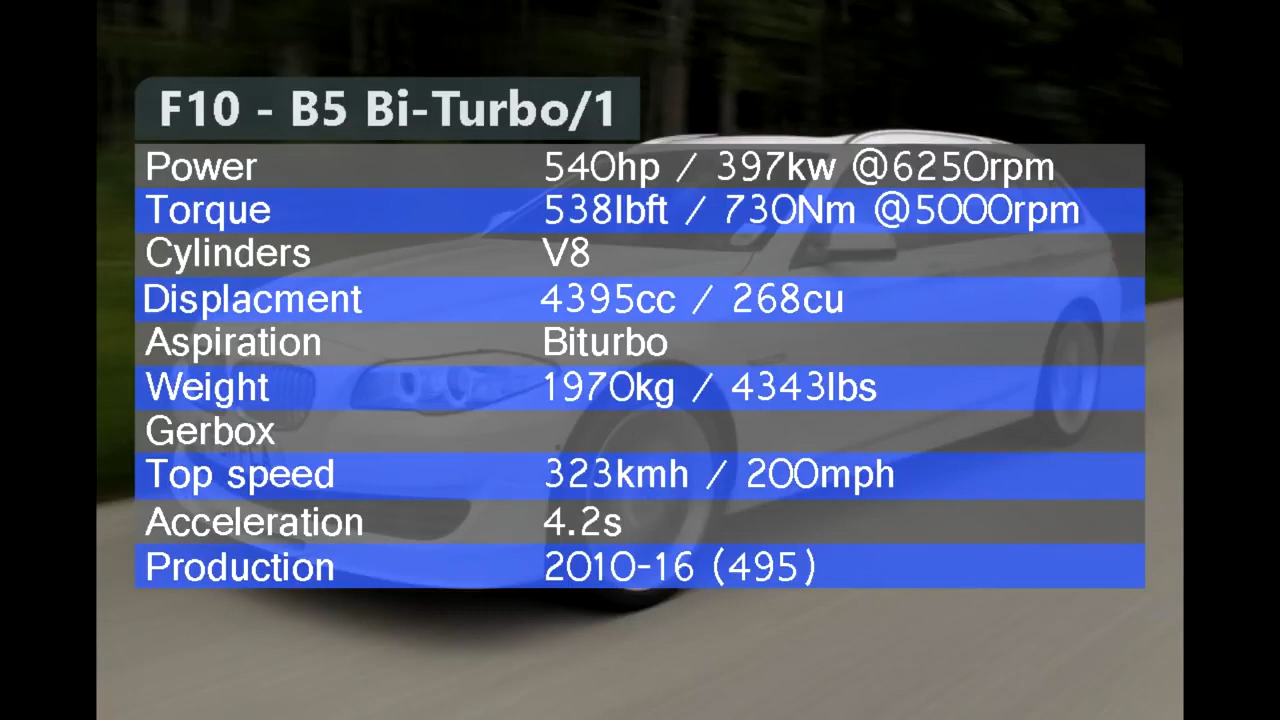 F10 - B5 Bi-Turbo/1
Power 540hp / 397kw @6250rpm
Torque 538lbft / 730Nm @5000rpm
Cylinders V8
Displacment 4395cc / 268cu
Aspiration Biturbo
Weight 1970kg / 4343lbs
Gerbox
Top speed 323kmh / 200mph
Acceleration 4.2s
Production 2010-16 (495)